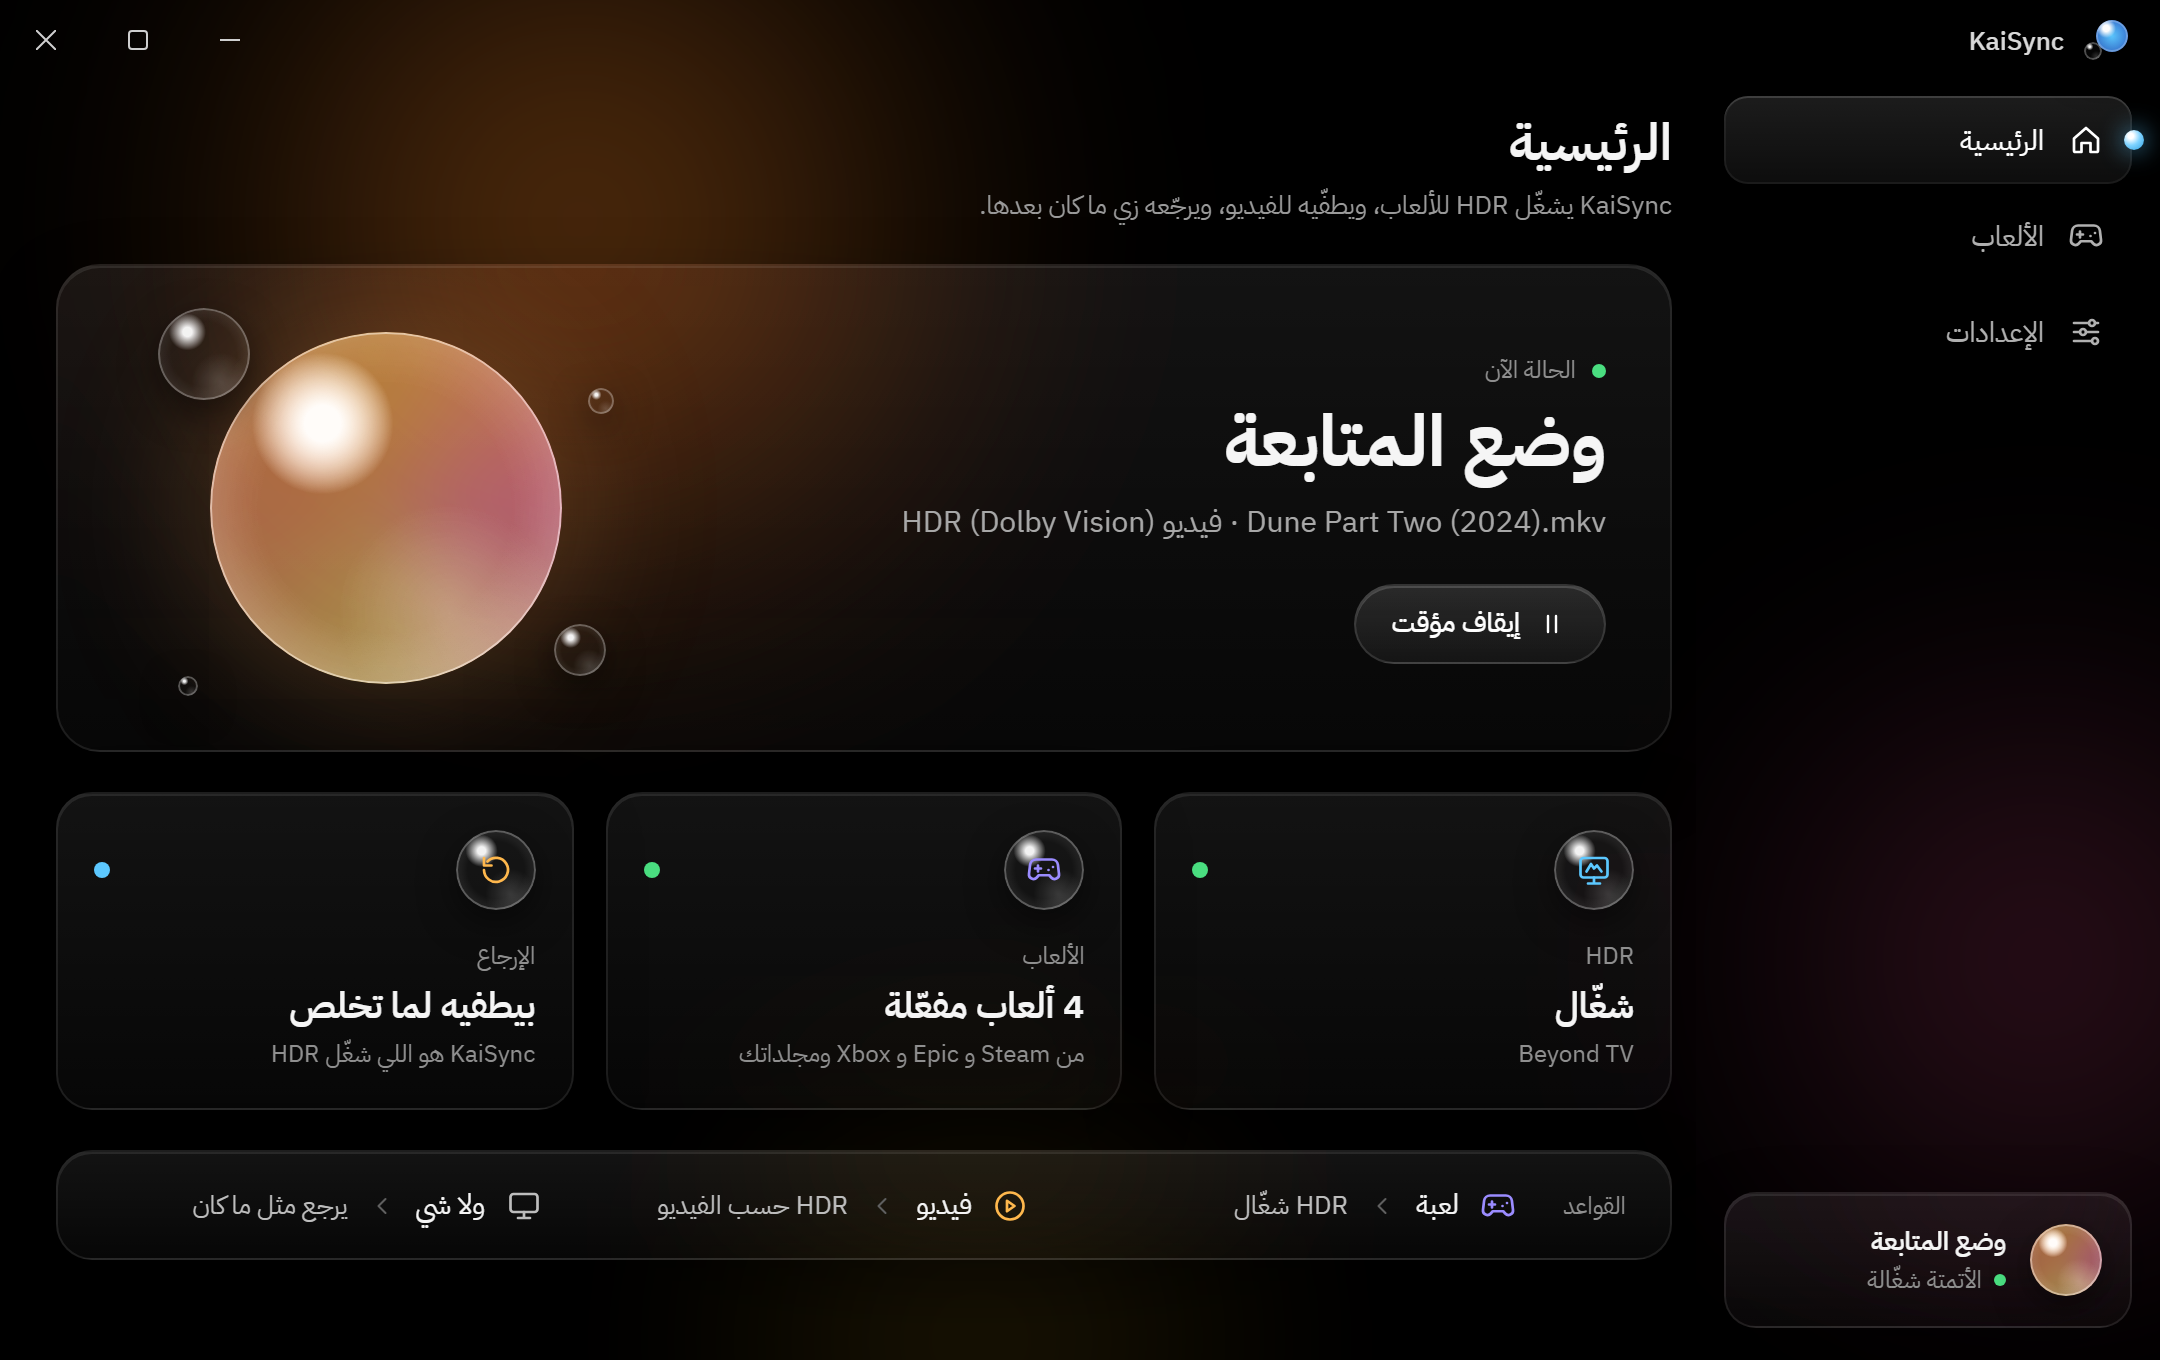 KaiSync
الرئيسية
الألعاب
الإعدادات
الرئيسية
KaiSync يشغّل HDR للألعاب، ويطفّيه للفيديو، ويرجّعه زي ما كان بعدها.
الحالة الآن
وضع المتابعة
Dune Part Two (2024).mkv · فيديو HDR (Dolby Vision)
إيقاف مؤقت
HDR
شغّال
Beyond TV
الألعاب
4 ألعاب مفعّلة
من Steam و Epic و Xbox ومجلداتك
الإرجاع
بيطفيه لما تخلص
KaiSync هو اللي شغّل HDR
القواعد
لعبة
HDR شغّال
فيديو
HDR حسب الفيديو
ولا شي
يرجع مثل ما كان
وضع المتابعة
الأتمتة شغّالة